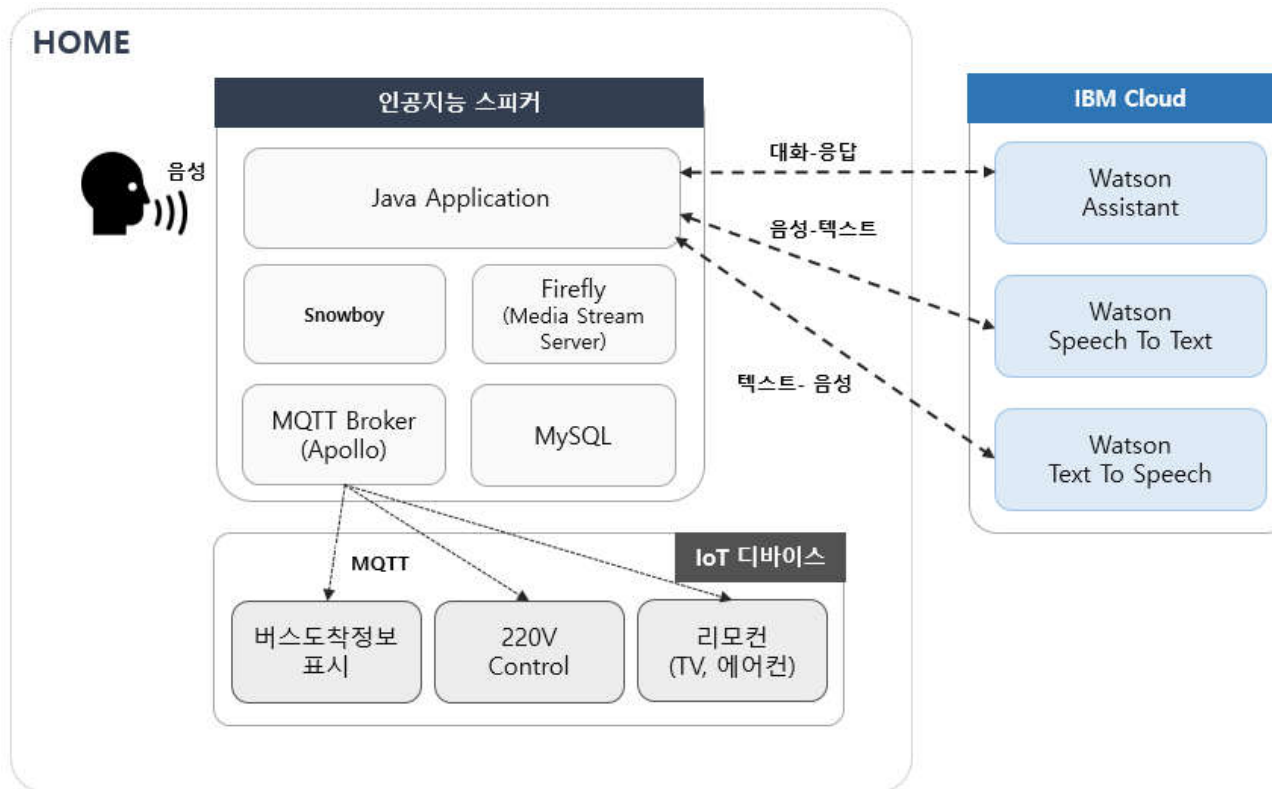 HOME
인공지능 스피커
IBM Cloud
음성
Java Application
대화-응답
Watson
Assistant
음성-텍스트
Snowboy
Firefly
(Media Stream
Server)
Watson
Speech To Text
텍스트- 음성
MQTT Broker
(Apollo)
MySQL
Watson
Text To Speech
MQTT
IoT 디바이스
버스도착정보
표시
220V
Control
리모컨
(TV, 에어컨)